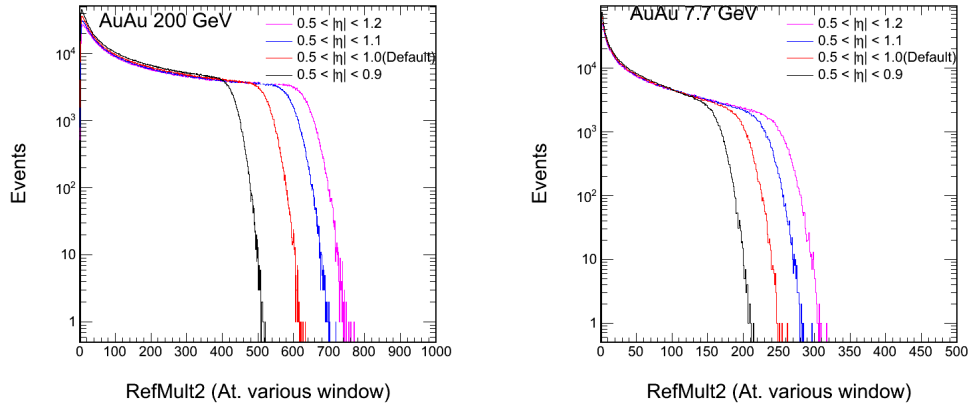 AuAu 200 GeV
0.5 < |η| < 1.2
0.5 < |η| < 1.1
0.5 < |η| < 1.0(Default)
0.5 < |η| < 0.9
10⁴
10³
10²
10
1
Events
0 100 200 300 400 500 600 700 800 900 1000
RefMult2 (At. various window)
AuAu 7.7 GeV
0.5 < |η| < 1.2
0.5 < |η| < 1.1
0.5 < |η| < 1.0(Default)
0.5 < |η| < 0.9
10⁴
10³
10²
10
1
Events
0 50 100 150 200 250 300 350 400 450 500
RefMult2 (At. various window)